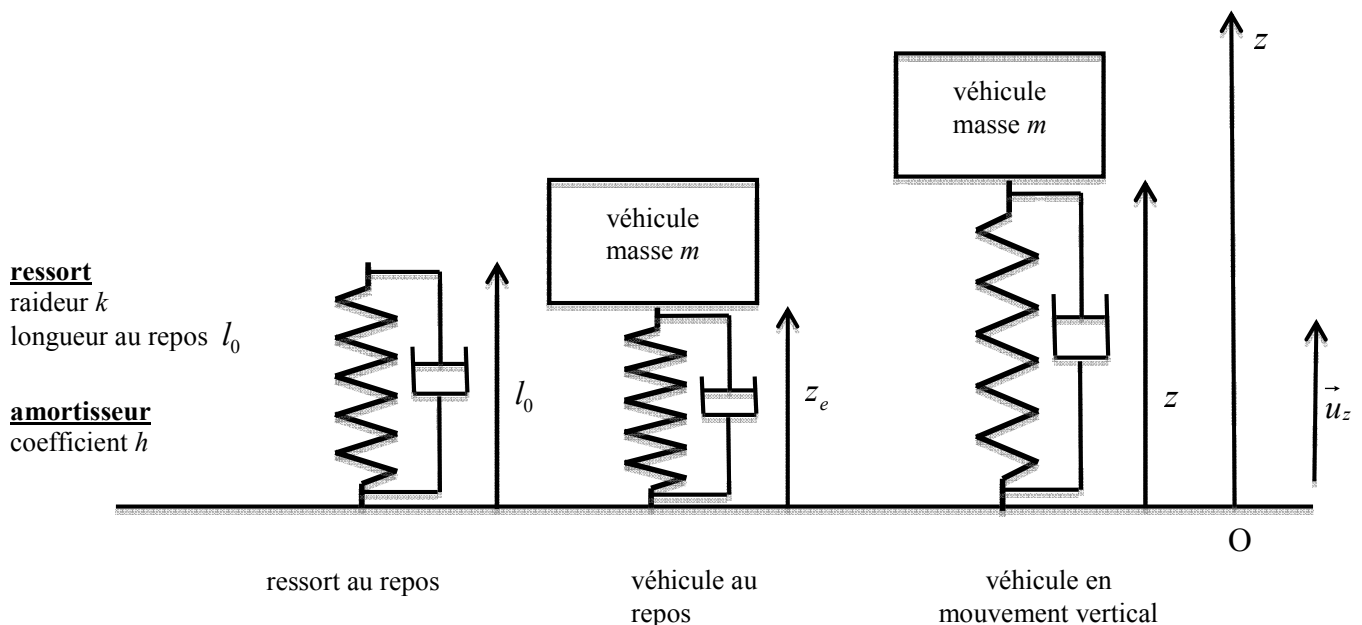 z
véhicule
masse m
véhicule
masse m
ressort
raideur k
longueur au repos l₀
amortisseur
coefficient h
l₀
zₑ
z
u⃗z
O
ressort au repos
véhicule au
repos
véhicule en
mouvement vertical